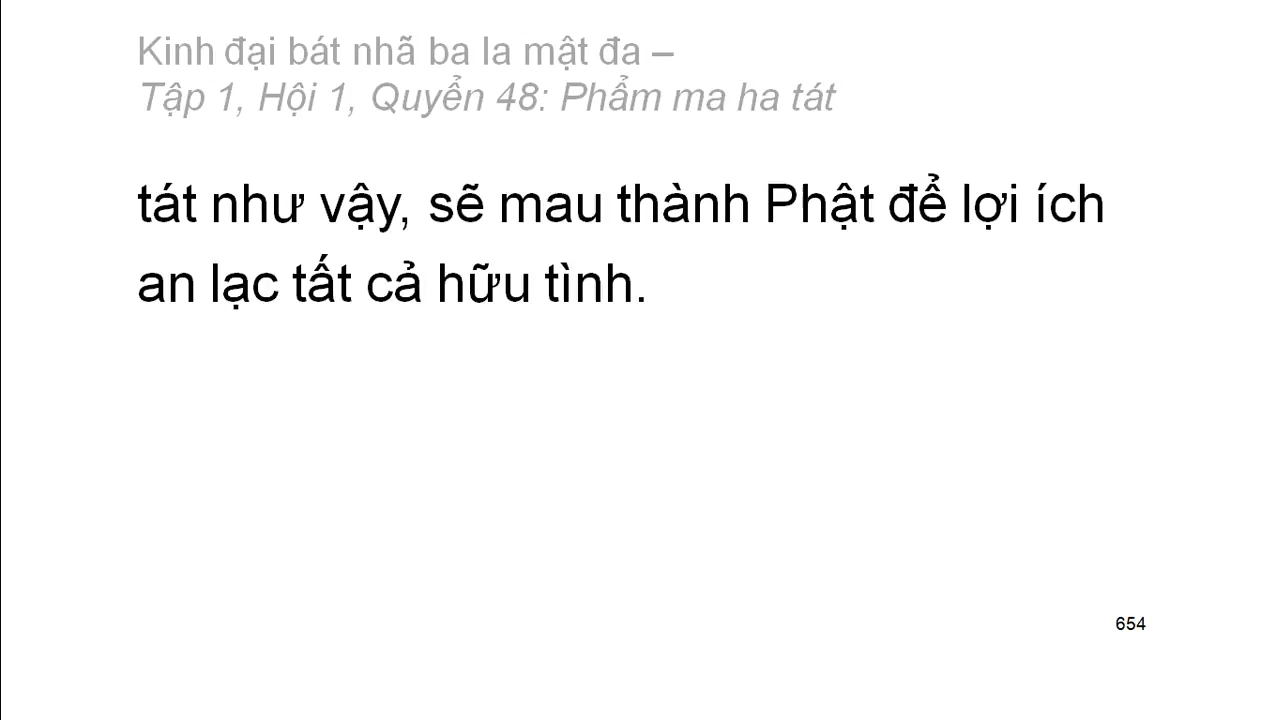 Kinh đại bát nhã ba la mật đa –
Tập 1, Hội 1, Quyển 48: Phẩm ma ha tát
tát như vậy, sẽ mau thành Phật để lợi ích
an lạc tất cả hữu tình.
654